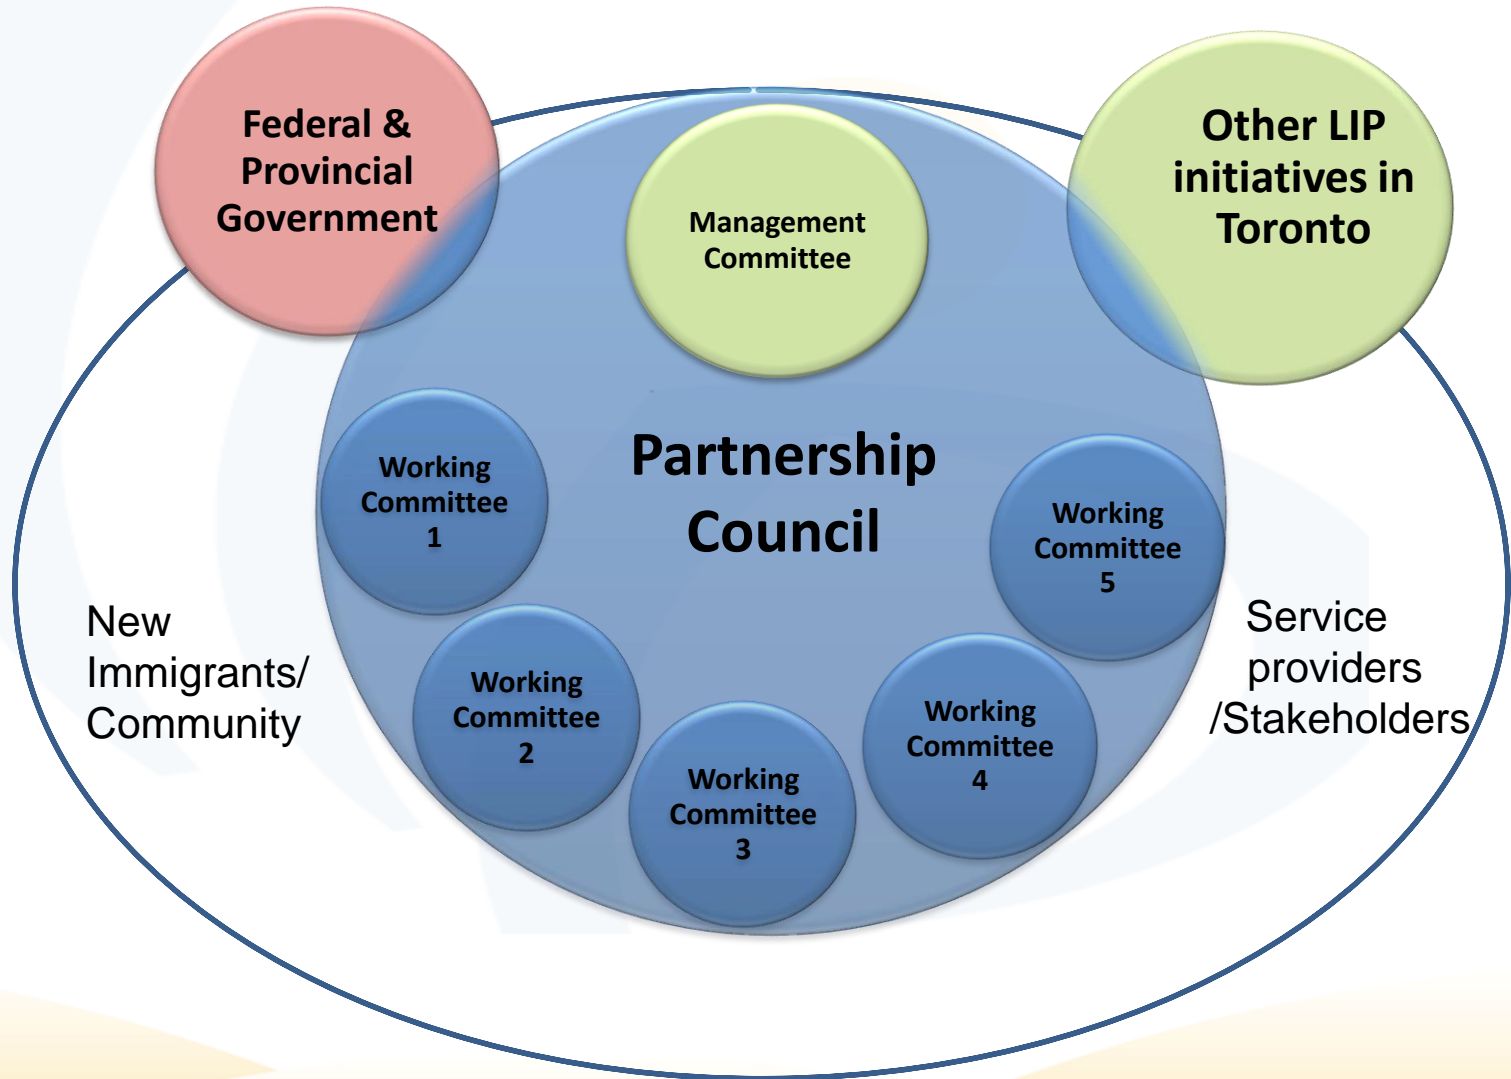 Federal &
Provincial
Government
Other LIP
initiatives in
Toronto
Management
Committee
Partnership
Council
Working
Committee
1
Working
Committee
2
Working
Committee
3
Working
Committee
4
Working
Committee
5
New
Immigrants/
Community
Service
providers
/Stakeholders